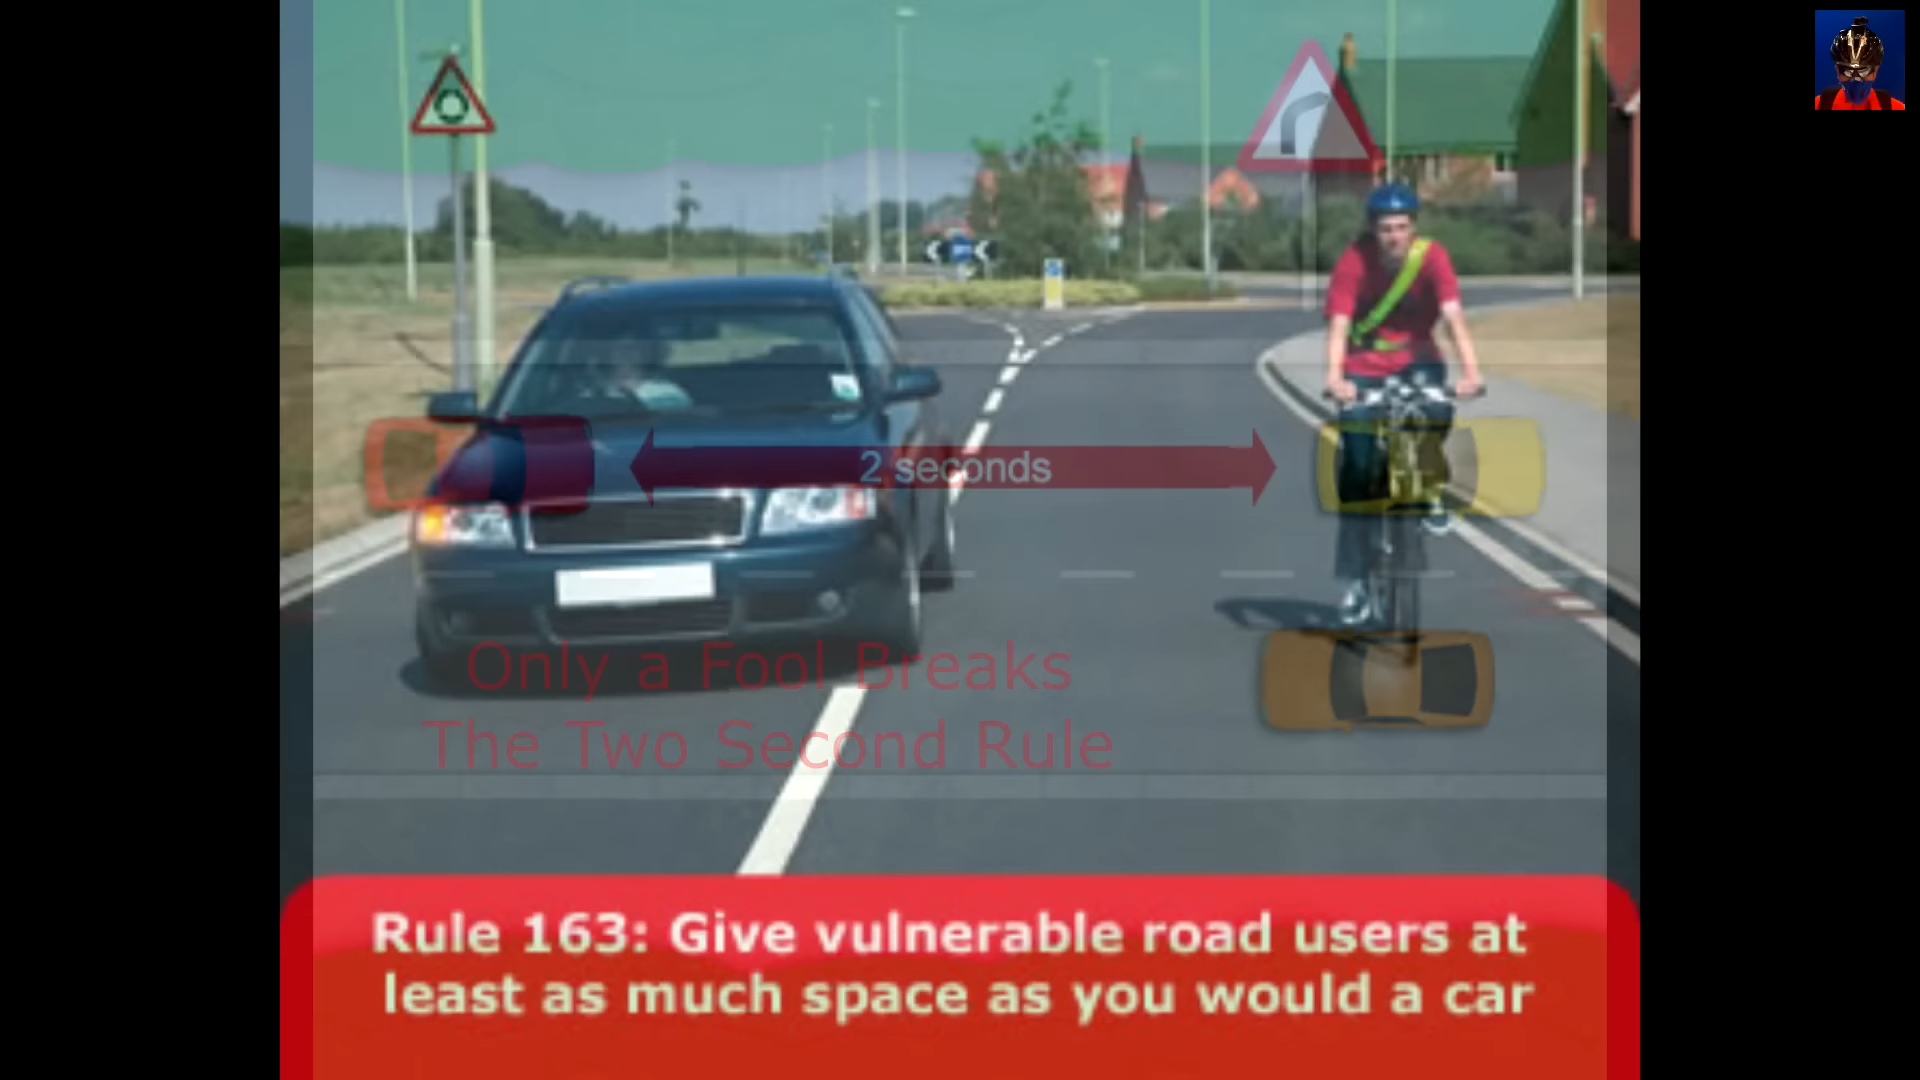 2 seconds
Only a Fool Breaks
The Two Second Rule
Rule 163: Give vulnerable road users at
least as much space as you would a car